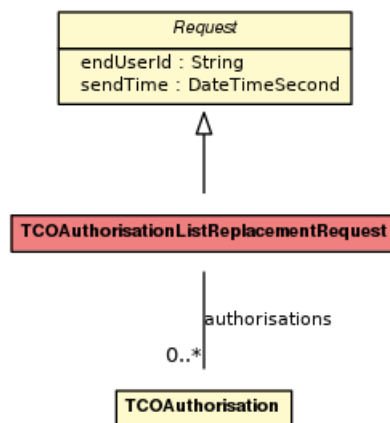 Request
endUserId : String
sendTime : DateTimeSecond
TCOAuthorisationListReplacementRequest
authorisations
0..*
TCOAuthorisation